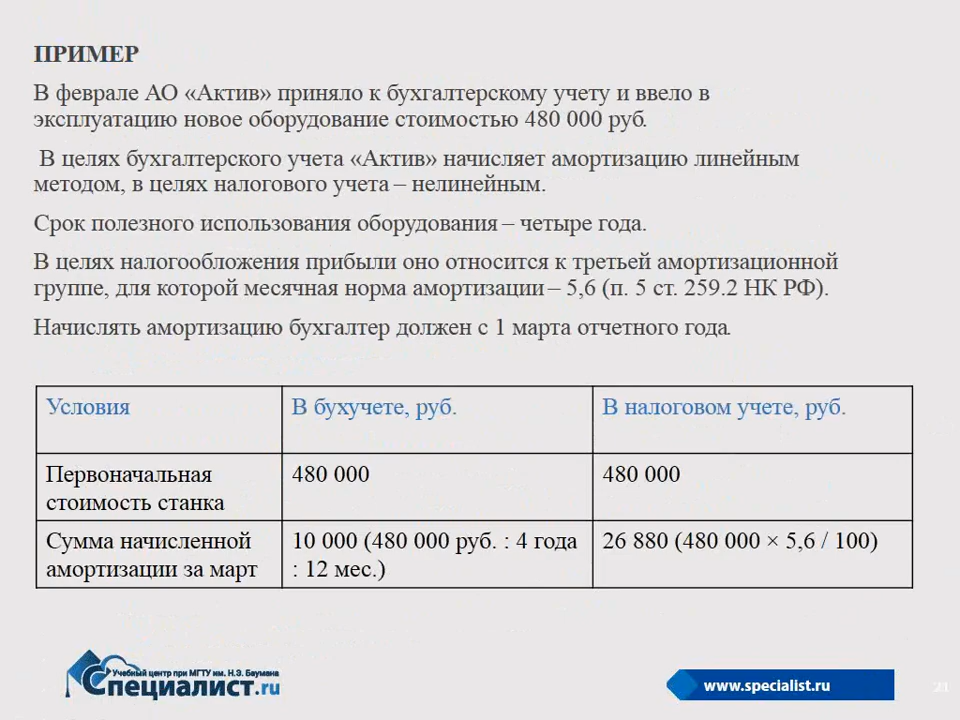 ПРИМЕР
В феврале АО «Актив» приняло к бухгалтерскому учету и ввело в
эксплуатацию новое оборудование стоимостью 480 000 руб.
В целях бухгалтерского учета «Актив» начисляет амортизацию линейным
методом, в целях налогового учета – нелинейным.
Срок полезного использования оборудования – четыре года.
В целях налогообложения прибыли оно относится к третьей амортизационной
группе, для которой месячная норма амортизации – 5,6 (п. 5 ст. 259.2 НК РФ).
Начислять амортизацию бухгалтер должен с 1 марта отчетного года.
Условия
В бухучете, руб.
В налоговом учете, руб.
Первоначальная
стоимость станка
480 000
480 000
Сумма начисленной
амортизации за март
10 000 (480 000 руб. : 4 года
: 12 мес.)
26 880 (480 000 × 5,6 / 100)
Учебный центр при МГТУ им. Н.Э. Баумана
Специалист.ru
www.specialist.ru
21